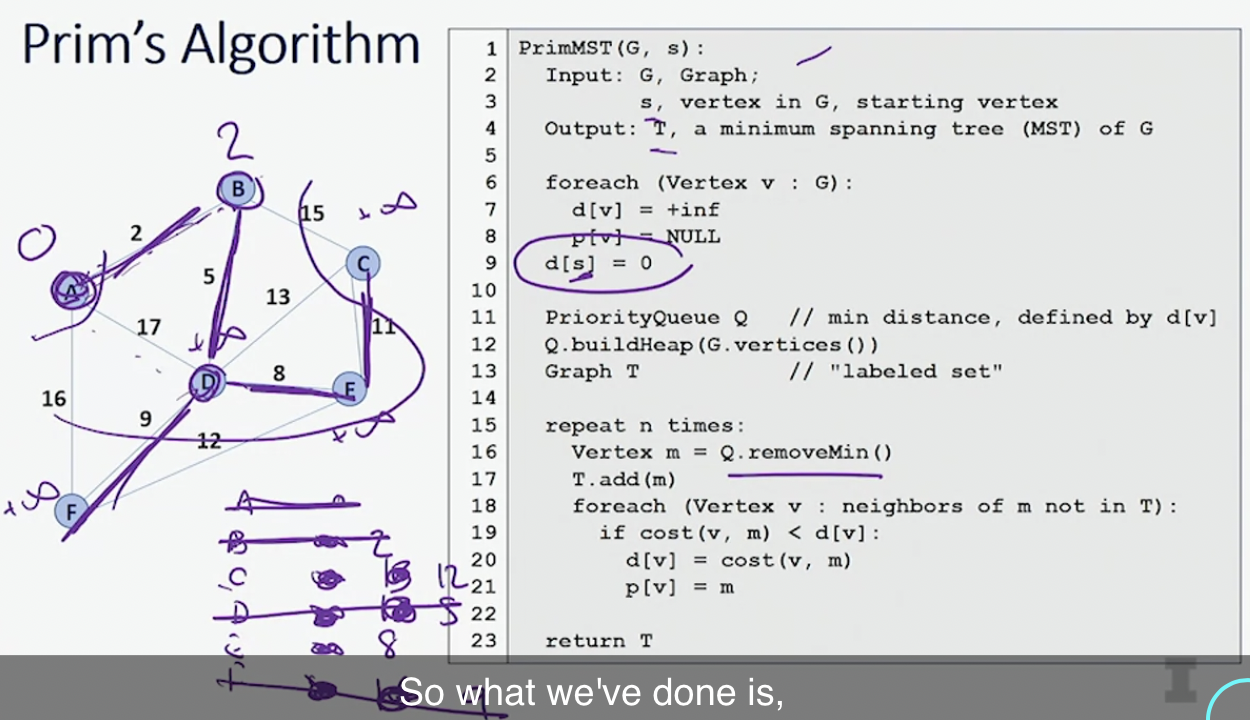 Prim's Algorithm
1 PrimMST(G, s):
2 Input: G, Graph;
3 s, vertex in G, starting vertex
4 Output: T, a minimum spanning tree (MST) of G
5
6 foreach (Vertex v : G):
7 d[v] = +inf
8 p[v] = NULL
9 d[s] = 0
10
11 PriorityQueue Q // min distance, defined by d[v]
12 Q.buildHeap(G.vertices())
13 Graph T // "labeled set"
14
15 repeat n times:
16 Vertex m = Q.removeMin()
17 T.add(m)
18 foreach (Vertex v : neighbors of m not in T):
19 if cost(v, m) < d[v]:
20 d[v] = cost(v, m)
21 p[v] = m
22
23 return T
2
B
15
+∞
2
0
C
A
5
13
17
11
+∞
D
8
E
16
9
12
+∞
+∞
F
A 0
B 2
C 12
D 5
E 8
F
So what we've done is,
I